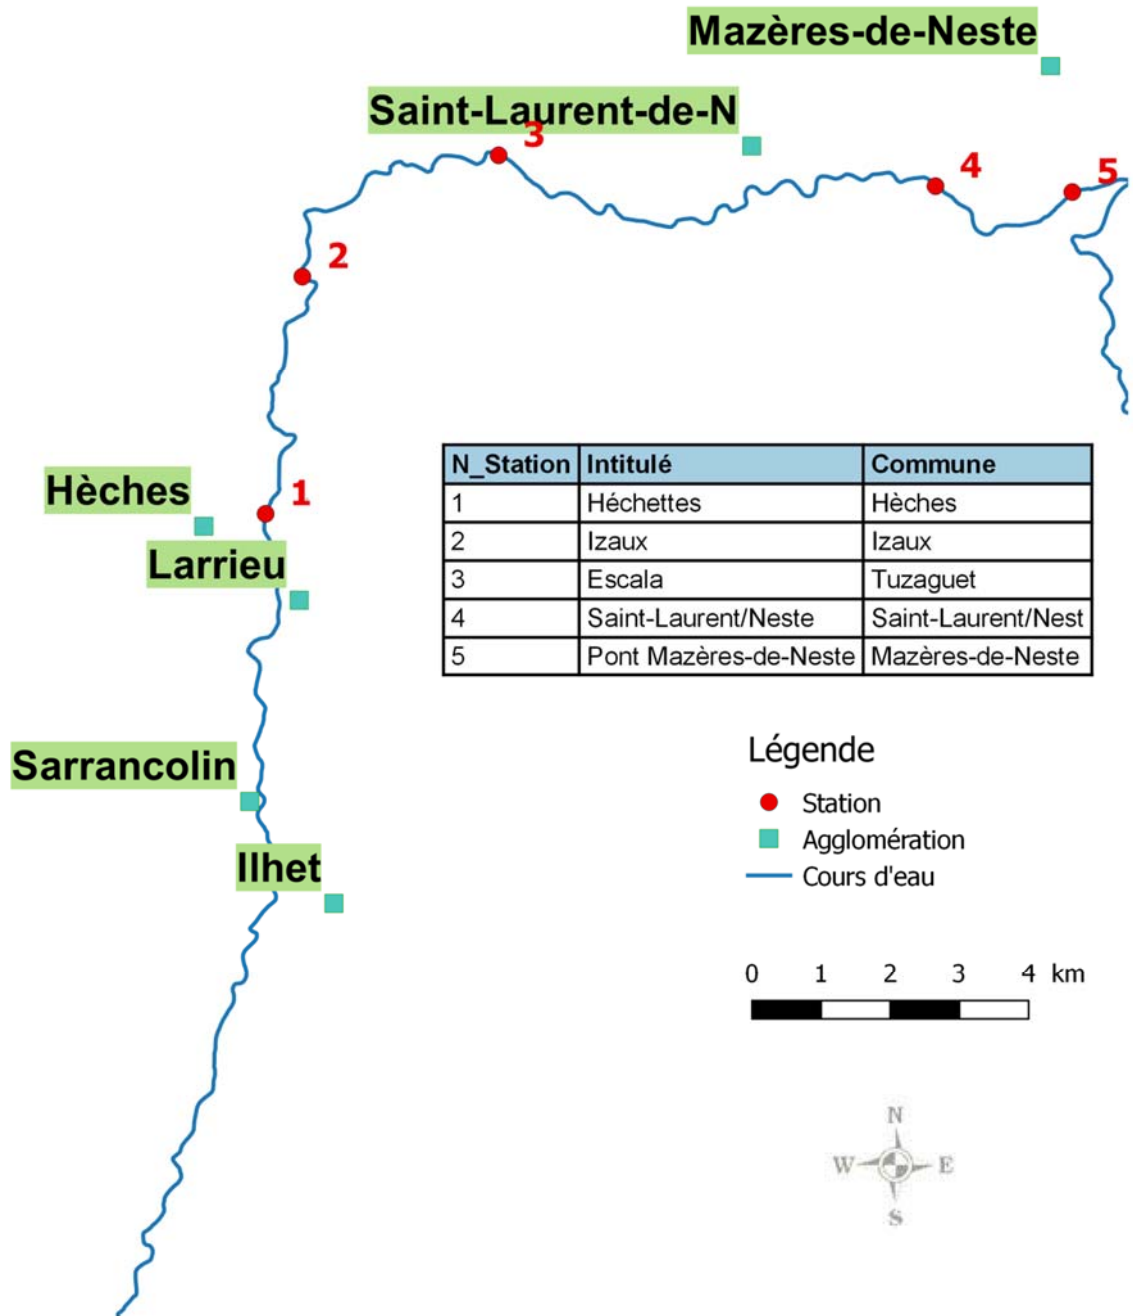 Mazères-de-Neste
Saint-Laurent-de-N
3
4
5
2
Hèches
1
Larrieu
N_Station Intitulé Commune
1 Héchettes Hèches
2 Izaux Izaux
3 Escala Tuzaguet
4 Saint-Laurent/Neste Saint-Laurent/Nest
5 Pont Mazères-de-Neste Mazères-de-Neste
Sarrancolin
Ilhet
Légende
Station
Agglomération
Cours d'eau
0 1 2 3 4 km
N
W E
S